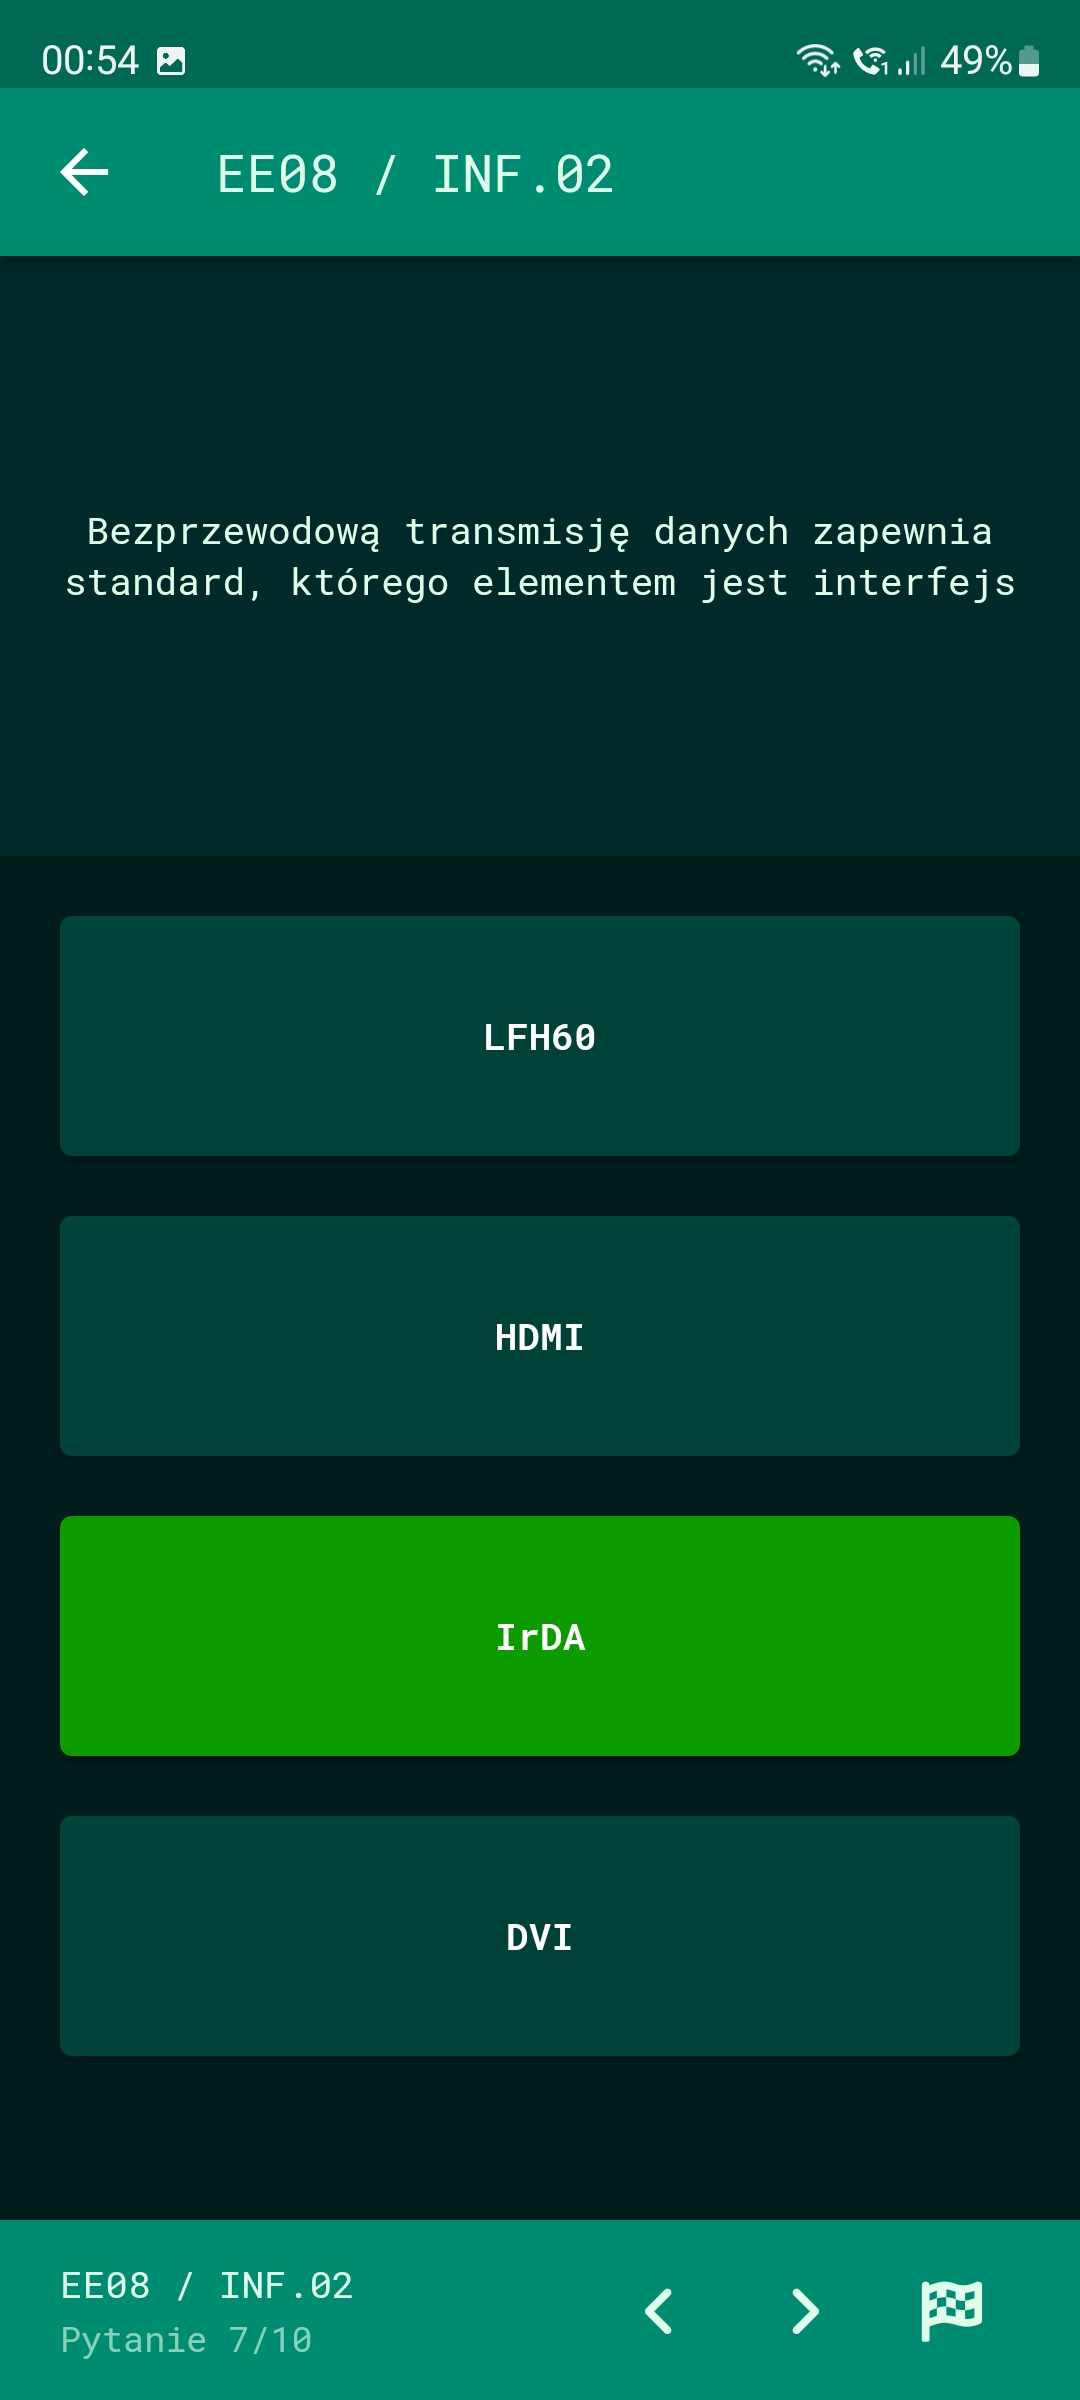 00:54
49%
EE08 / INF.02
Bezprzewodową transmisję danych zapewnia
standard, którego elementem jest interfejs
LFH60
HDMI
IrDA
DVI
EE08 / INF.02
Pytanie 7/10